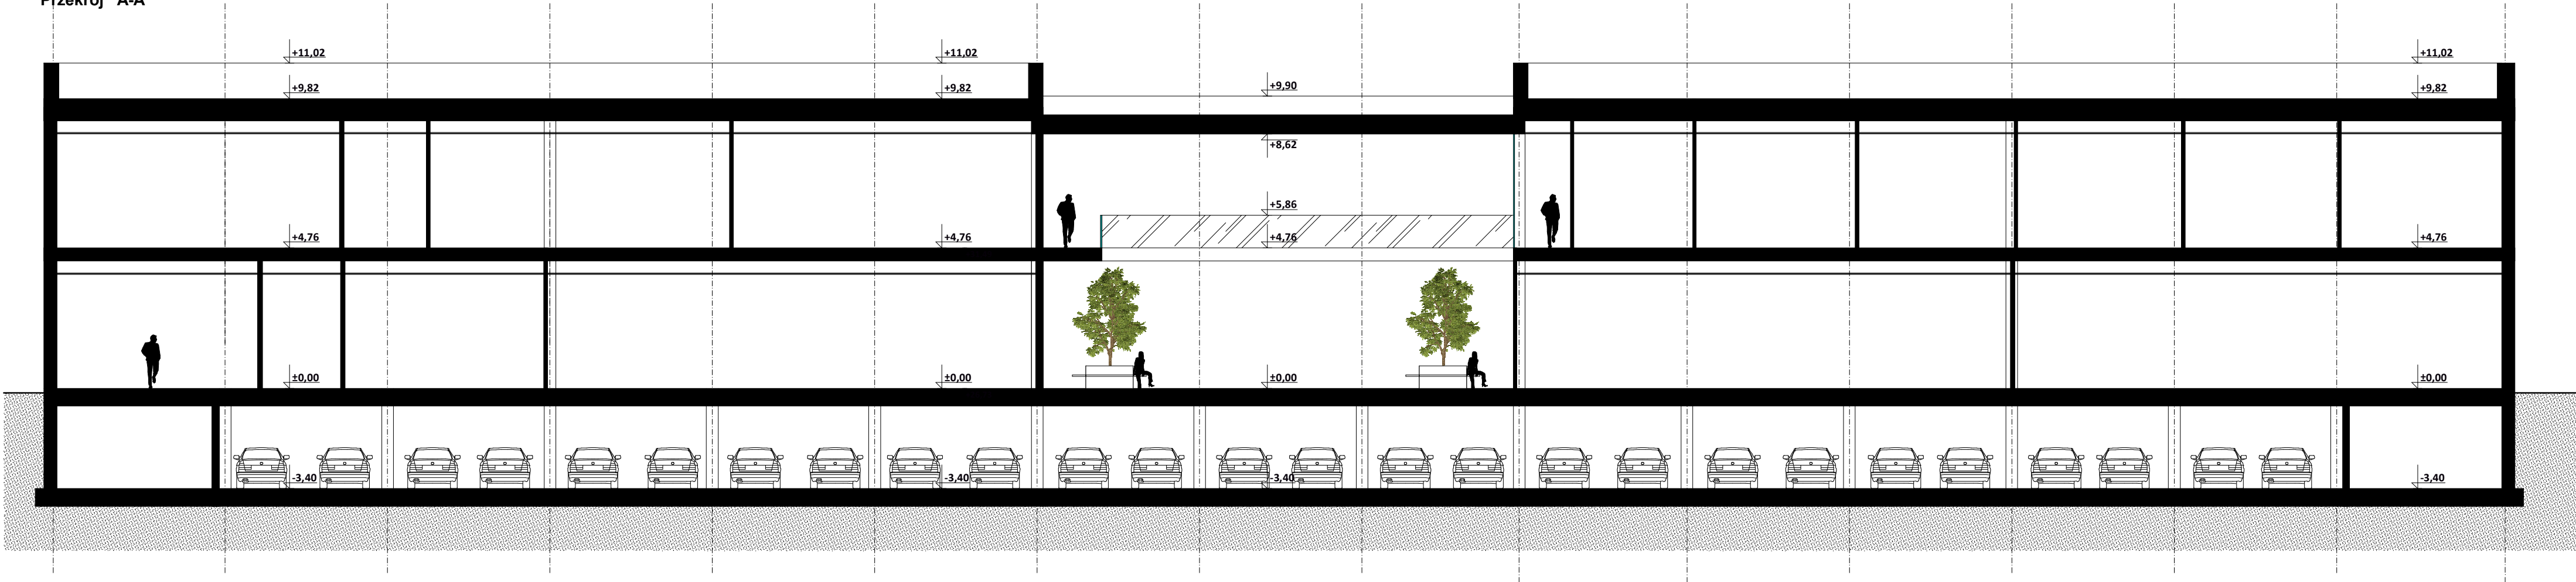 Przekrój "A-A"
+11,02 +11,02 +11,02
+9,90
+9,82 +9,82 +9,82
+8,62
+5,86
+4,76 +4,76 +4,76 +4,76
±0,00 ±0,00 ±0,00 ±0,00
-3,40 -3,40 -3,40 -3,40